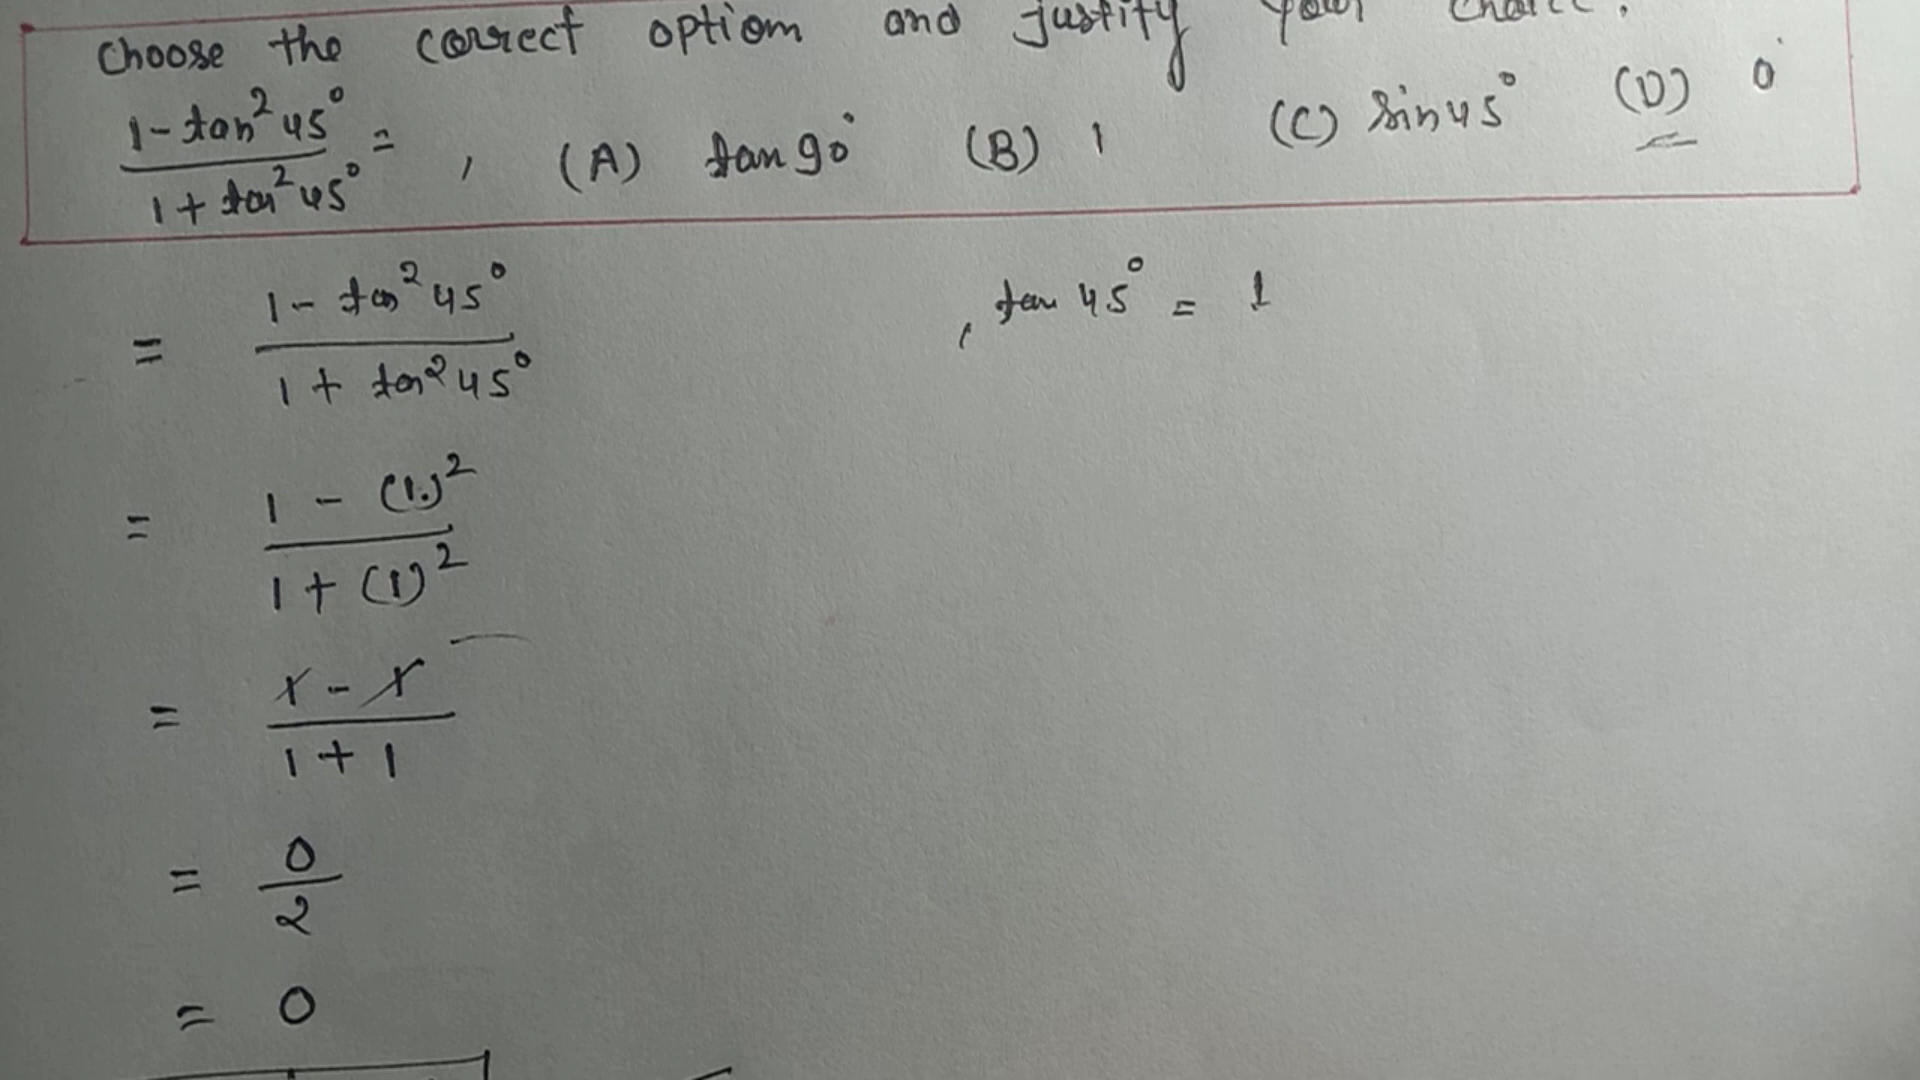 Choose the correct option and justify your choice.
1 - tan² 45° / 1 + tan² 45° = , (A) tan 90° (B) 1 (C) sin 45° (D) 0
= 1 - tan² 45° / 1 + tan² 45° , tan 45° = 1
= 1 - (1)² / 1 + (1)²
= 1 - 1 / 1 + 1
= 0 / 2
= 0